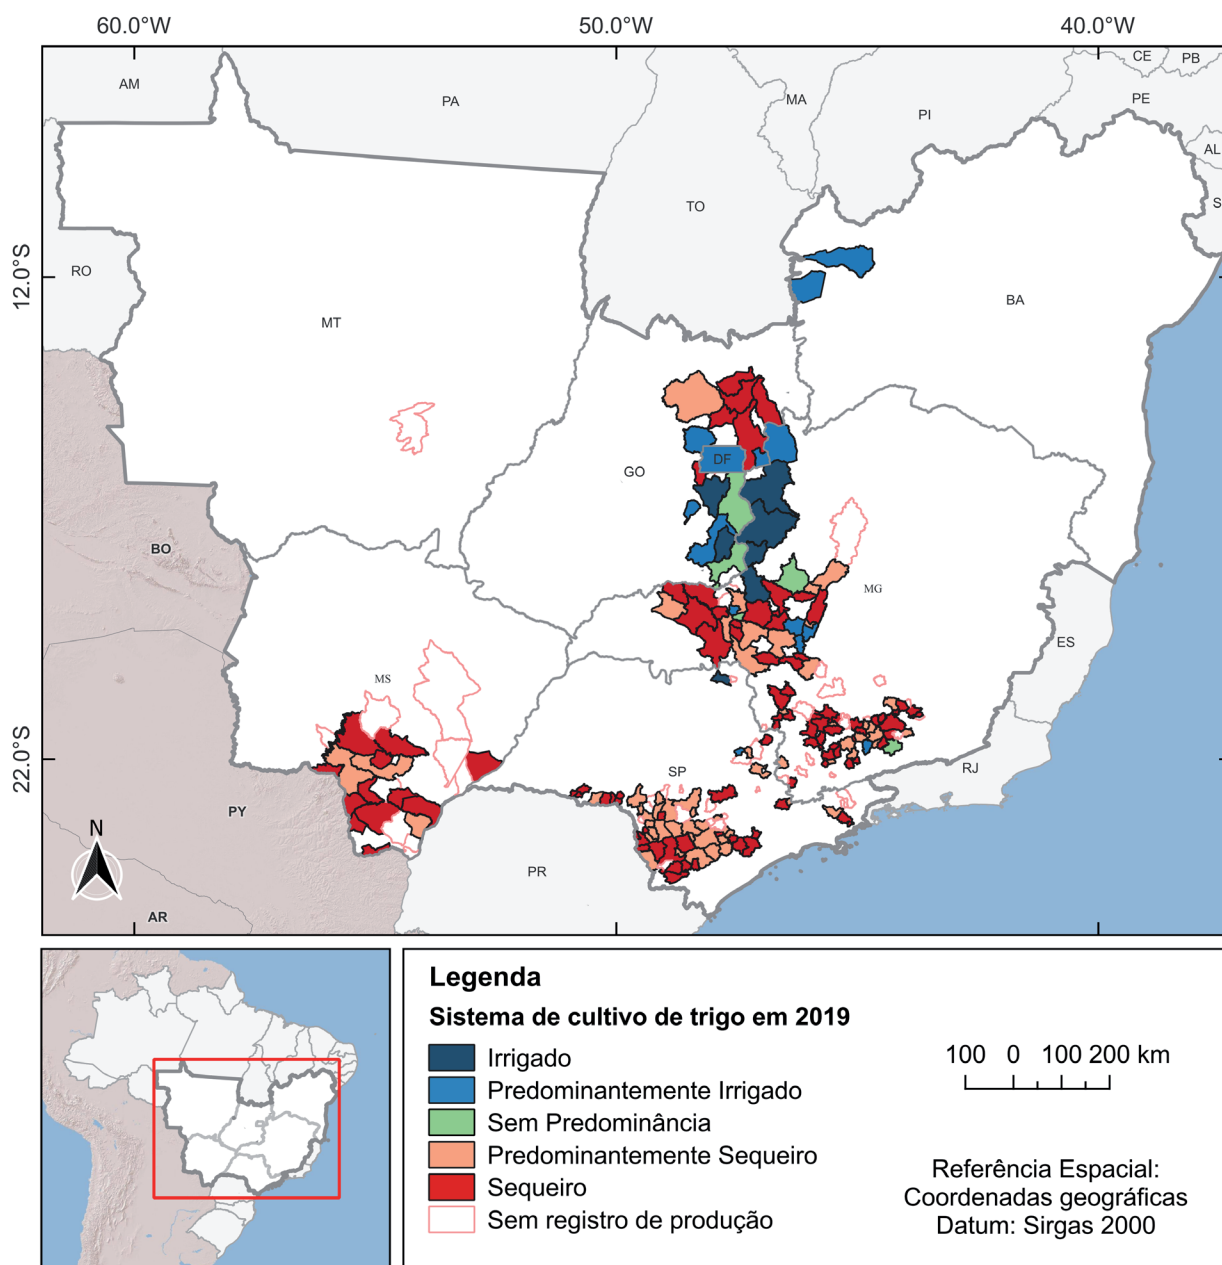 60.0°W 50.0°W 40.0°W
AM
PA
MA
PI
CE
PB
PE
AL
S
TO
RO
12.0°S
MT
BA
GO
DF
BO
MG
ES
MS
22.0°S
SP
RJ
PY
N
PR
AR
Legenda
Sistema de cultivo de trigo em 2019
Irrigado
Predominantemente Irrigado
Sem Predominância
Predominantemente Sequeiro
Sequeiro
Sem registro de produção
100 0 100 200 km
Referência Espacial:
Coordenadas geográficas
Datum: Sirgas 2000